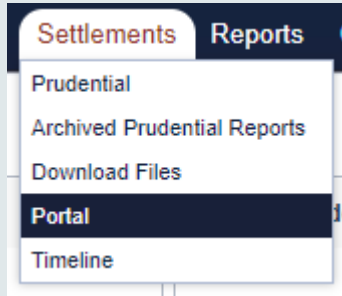 Settlements Reports
Prudential
Archived Prudential Reports
Download Files
Portal
Timeline